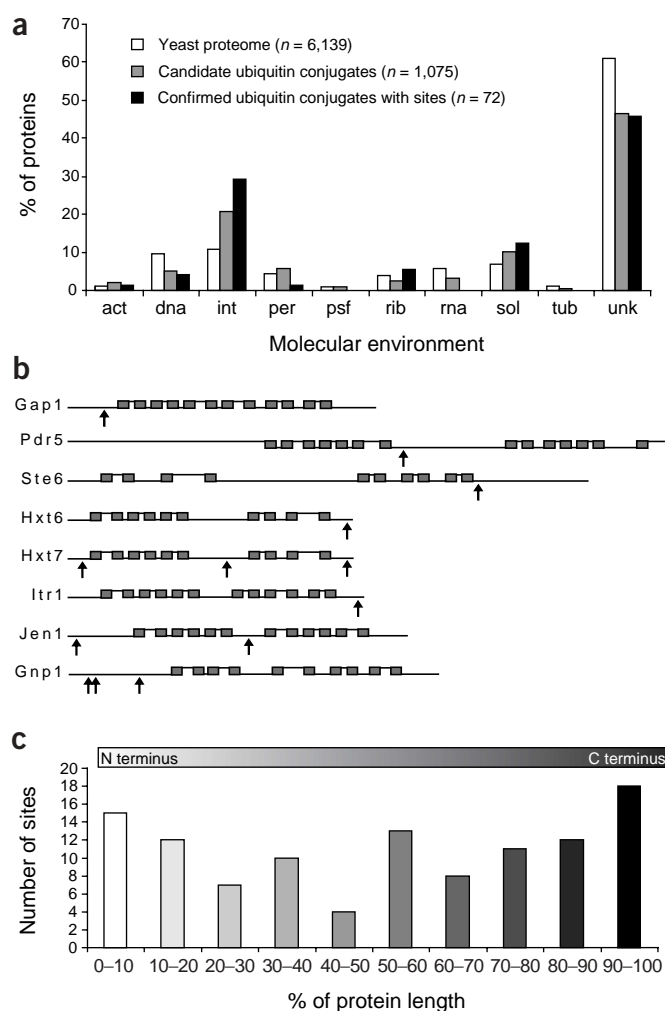 a
70
60
50
40
30
20
10
0
% of proteins
Yeast proteome (n = 6,139)
Candidate ubiquitin conjugates (n = 1,075)
Confirmed ubiquitin conjugates with sites (n = 72)
act dna int per psf rib rna sol tub unk
Molecular environment
b
Gap1
Pdr5
Ste6
Hxt6
Hxt7
Itr1
Jen1
Gnp1
c
N terminus C terminus
20
18
16
14
12
10
8
6
4
2
0
Number of sites
0–10 10–20 20–30 30–40 40–50 50–60 60–70 70–80 80–90 90–100
% of protein length